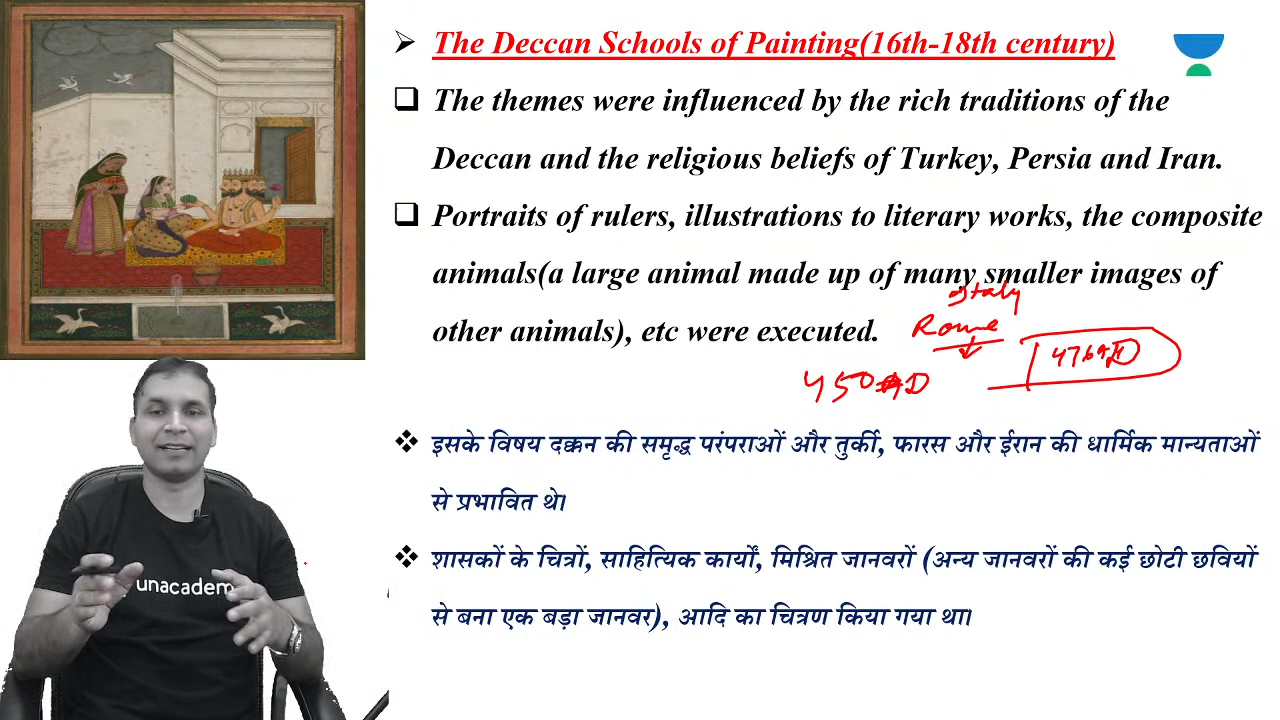 ➢ The Deccan Schools of Painting(16th-18th century)
❑ The themes were influenced by the rich traditions of the
Deccan and the religious beliefs of Turkey, Persia and Iran.
❑ Portraits of rulers, illustrations to literary works, the composite
animals(a large animal made up of many smaller images of
other animals), etc were executed.
Italy
Rome
476 AD
450 AD
❖ इसके विषय दक्कन की समृद्ध परंपराओं और तुर्की, फारस और ईरान की धार्मिक मान्यताओं
से प्रभावित थे।
❖ शासकों के चित्रों, साहित्यिक कार्यों, मिश्रित जानवरों (अन्य जानवरों की कई छोटी छवियों
से बना एक बड़ा जानवर), आदि का चित्रण किया गया था।
unacadem